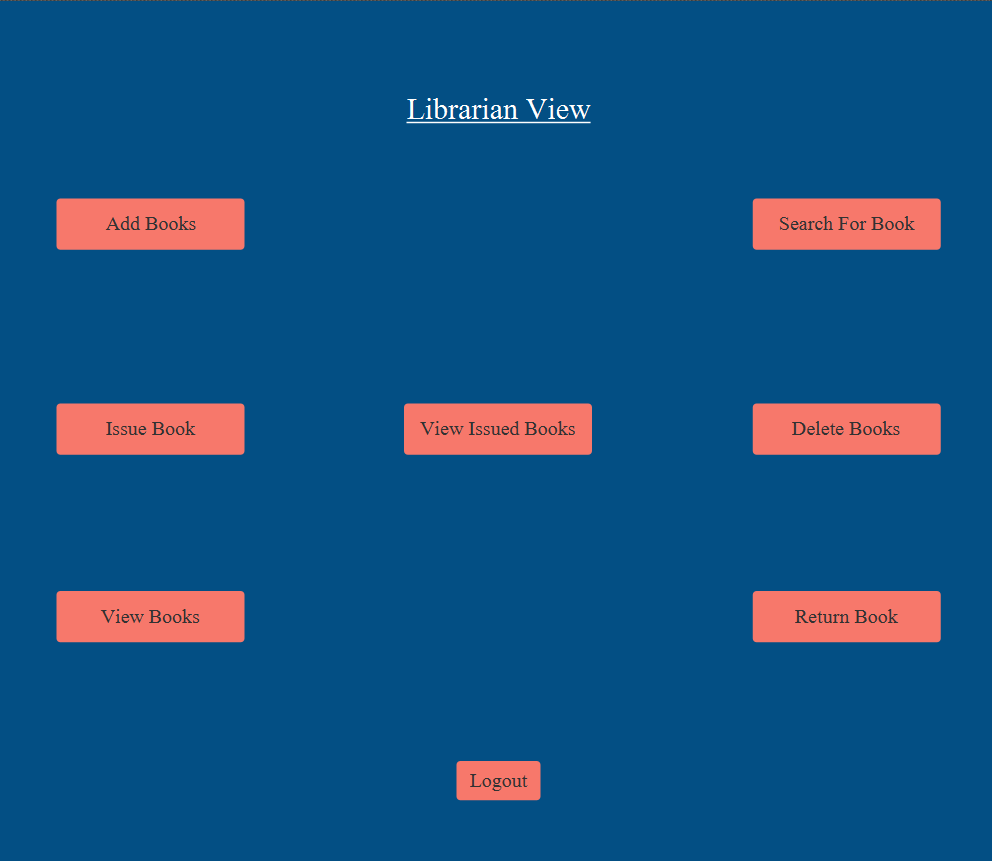 Librarian View
Add Books
Search For Book
Issue Book
View Issued Books
Delete Books
View Books
Return Book
Logout